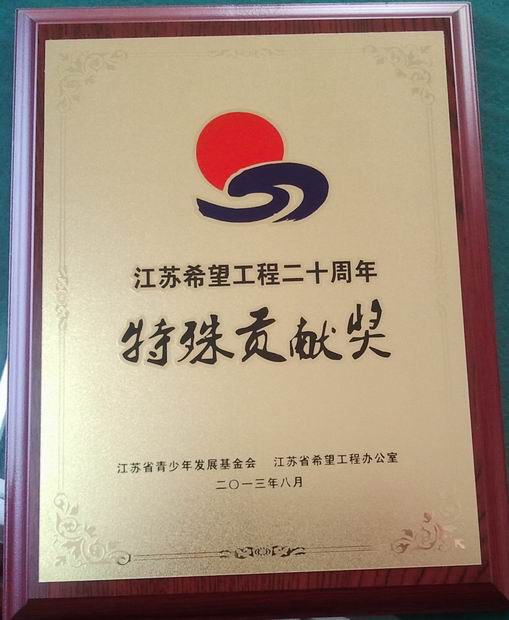 江苏希望工程二十周年
特殊贡献奖
江苏省青少年发展基金会 江苏省希望工程办公室
二〇一三年八月